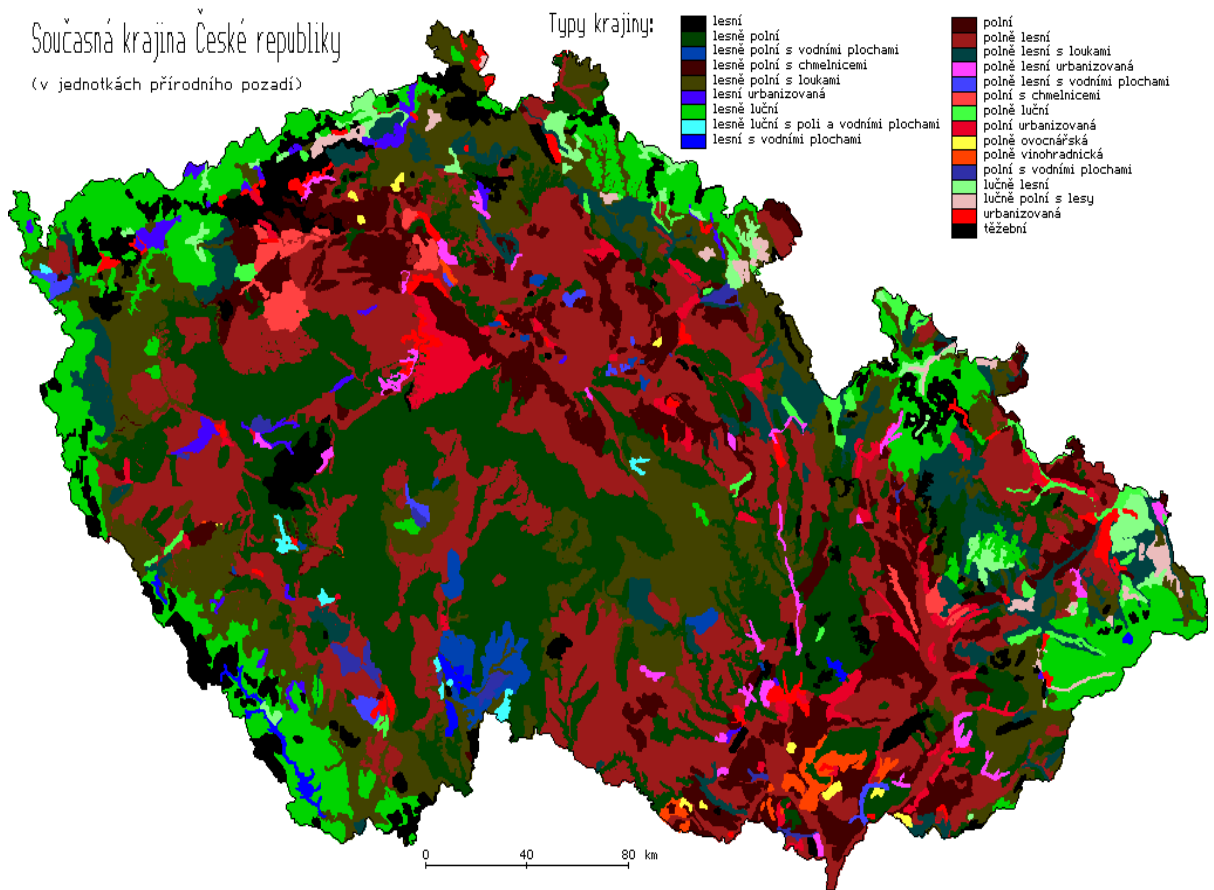 Současná krajina České republiky
(v jednotkách přírodního pozadí)
Typy krajiny:
lesní
lesně polní
lesně polní s vodními plochami
lesně polní s chmelnicemi
lesně polní s loukami
lesní urbanizovaná
lesně luční
lesně luční s poli a vodními plochami
lesní s vodními plochami
polní
polně lesní
polně lesní s loukami
polně lesní urbanizovaná
polně lesní s vodními plochami
polní s chmelnicemi
polně luční
polní urbanizovaná
polně ovocnářská
polně vinohradnická
polní s vodními plochami
lučně lesní
lučně polní s lesy
urbanizovaná
těžební
0 40 80 km